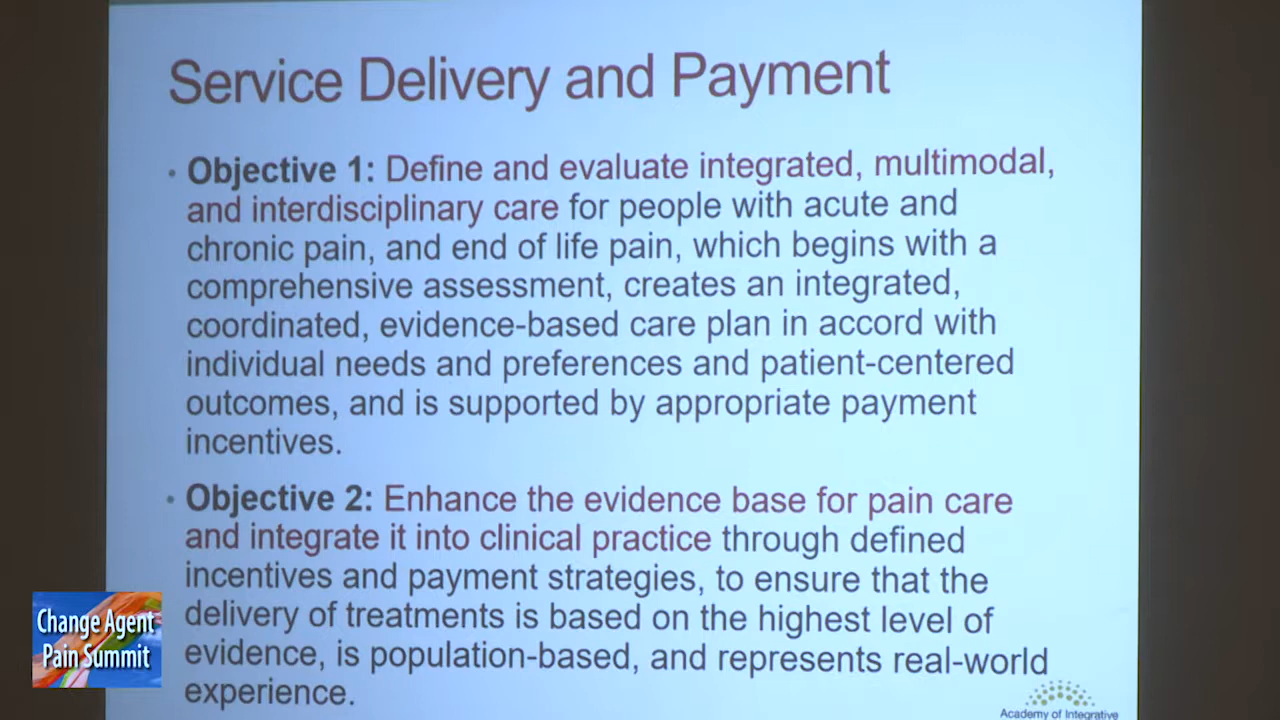 Service Delivery and Payment
• Objective 1: Define and evaluate integrated, multimodal,
and interdisciplinary care for people with acute and
chronic pain, and end of life pain, which begins with a
comprehensive assessment, creates an integrated,
coordinated, evidence-based care plan in accord with
individual needs and preferences and patient-centered
outcomes, and is supported by appropriate payment
incentives.
• Objective 2: Enhance the evidence base for pain care
and integrate it into clinical practice through defined
incentives and payment strategies, to ensure that the
delivery of treatments is based on the highest level of
evidence, is population-based, and represents real-world
experience.
Change Agent
Pain Summit
Academy of Integrative